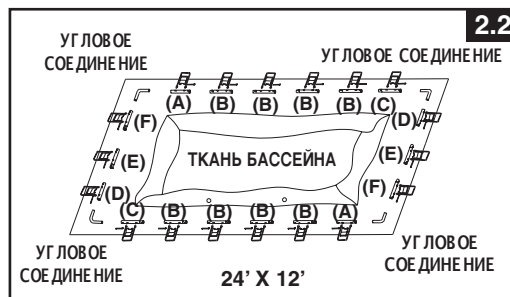 2.2
УГЛОВОЕ
СОЕДИНЕНИЕ
УГЛОВОЕ СОЕДИНЕНИЕ
(A) (B) (B) (B) (B) (C)
(F) (D)
(E) ТКАНЬ БАССЕЙНА (E)
(D) (F)
(C) (B) (B) (B) (B) (A)
УГЛОВОЕ
СОЕДИНЕНИЕ
24' X 12'
УГЛОВОЕ
СОЕДИНЕНИЕ